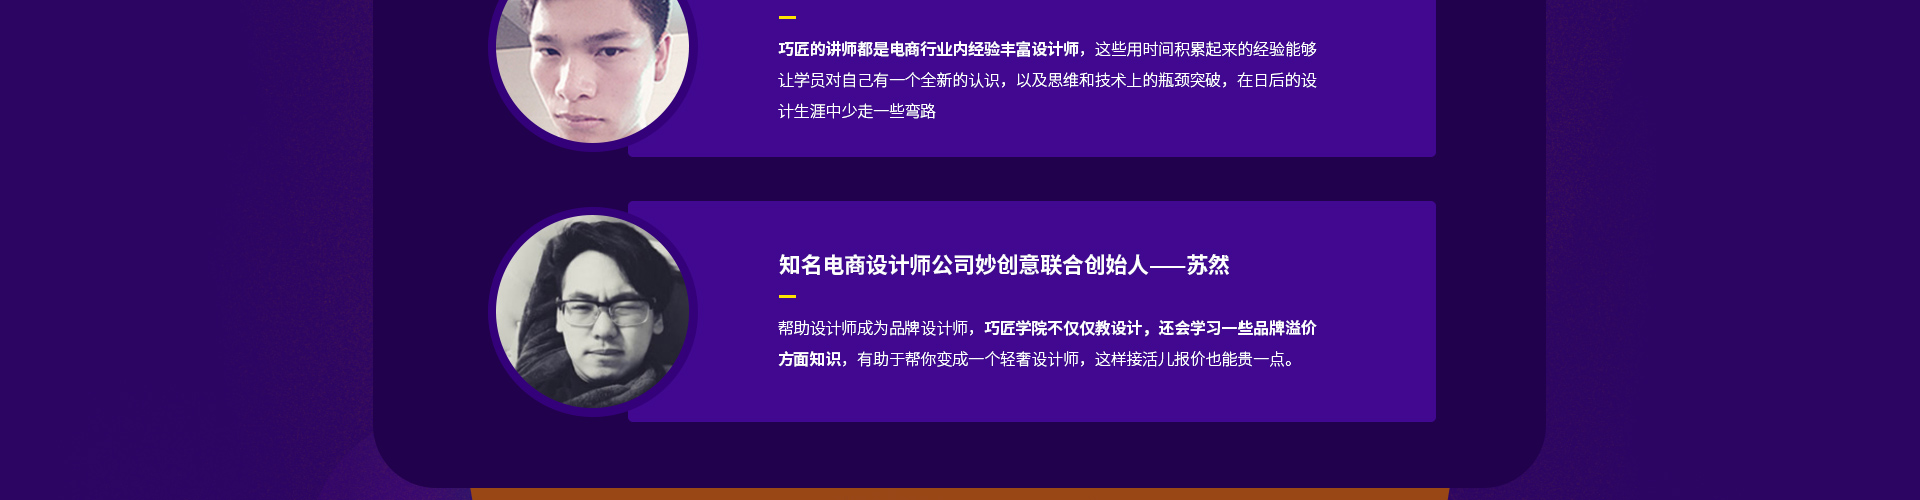 巧匠的讲师都是电商行业内经验丰富设计师，这些用时间积累起来的经验能够
让学员对自己有一个全新的认识，以及思维和技术上的瓶颈突破，在日后的设
计生涯中少走一些弯路
知名电商设计师公司妙创意联合创始人——苏然
帮助设计师成为品牌设计师，巧匠学院不仅仅教设计，还会学习一些品牌溢价
方面知识，有助于帮你变成一个轻奢设计师，这样接活儿报价也能贵一点。